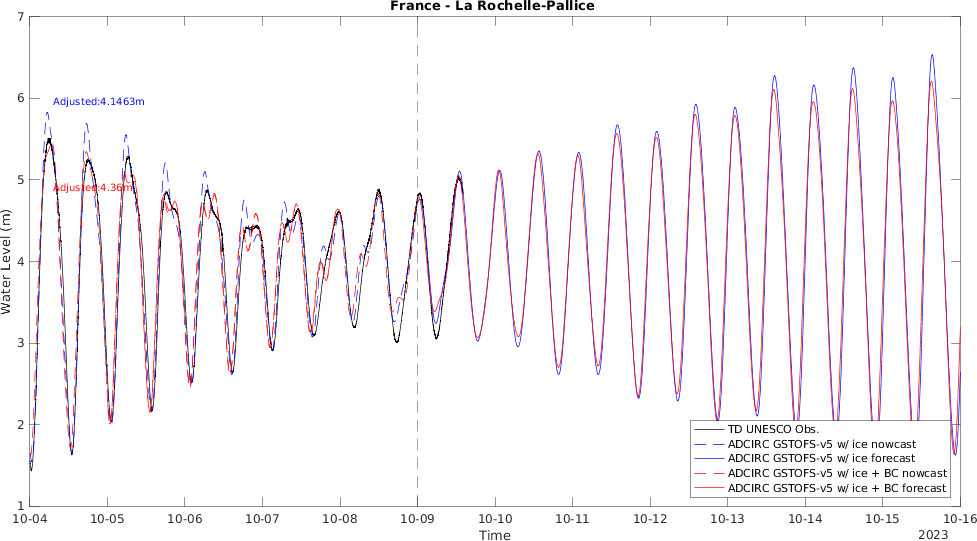 France - La Rochelle-Pallice
7
6
5
4
3
2
1
Water Level (m)
Adjusted:4.1463m
Adjusted:4.36m
TD UNESCO Obs.
ADCIRC GSTOFS-v5 w/ ice nowcast
ADCIRC GSTOFS-v5 w/ ice forecast
ADCIRC GSTOFS-v5 w/ ice + BC nowcast
ADCIRC GSTOFS-v5 w/ ice + BC forecast
10-04 10-05 10-06 10-07 10-08 10-09 10-10 10-11 10-12 10-13 10-14 10-15 10-16
Time
2023